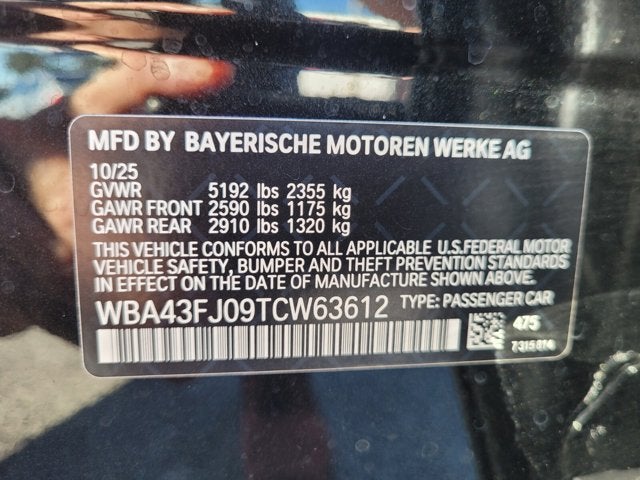 MFD BY BAYERISCHE MOTOREN WERKE AG
10/25
GVWR 5192 lbs 2355 kg
GAWR FRONT 2590 lbs 1175 kg
GAWR REAR 2910 lbs 1320 kg
THIS VEHICLE CONFORMS TO ALL APPLICABLE U.S.FEDERAL MOTOR
VEHICLE SAFETY, BUMPER AND THEFT PREVENTION STANDARDS
IN EFFECT ON THE DATE OF MANUFACTURE SHOWN ABOVE.
WBA43FJ09TCW63612 TYPE: PASSENGER CAR
475
7315814